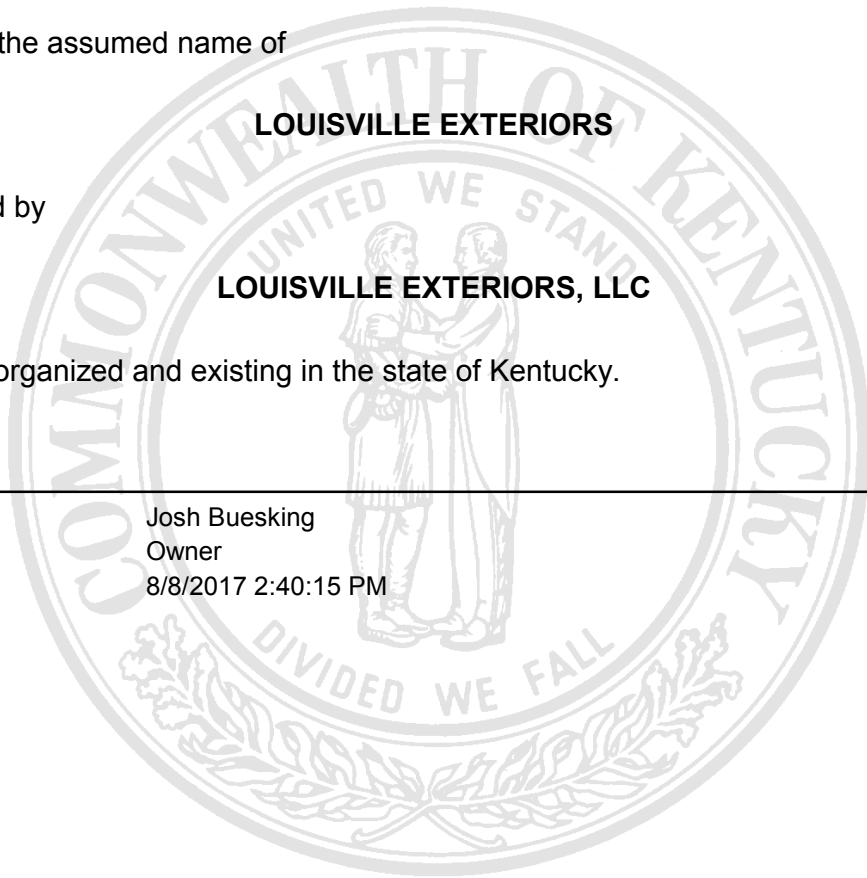 the assumed name of
LOUISVILLE EXTERIORS
d by
LOUISVILLE EXTERIORS, LLC
organized and existing in the state of Kentucky.
Josh Buesking
Owner
8/8/2017 2:40:15 PM
COMMONWEALTH OF KENTUCKY
UNITED WE STAND
DIVIDED WE FALL